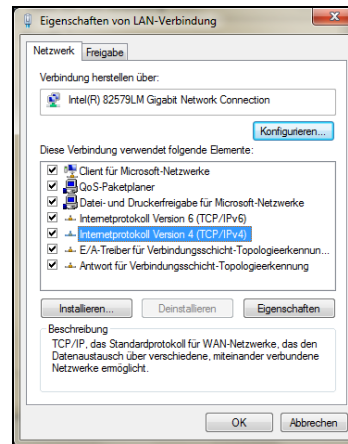 Eigenschaften von LAN-Verbindung
Netzwerk Freigabe
Verbindung herstellen über:
Intel(R) 82579LM Gigabit Network Connection
Konfigurieren...
Diese Verbindung verwendet folgende Elemente:
Client für Microsoft-Netzwerke
QoS-Paketplaner
Datei- und Druckerfreigabe für Microsoft-Netzwerke
Internetprotokoll Version 6 (TCP/IPv6)
Internetprotokoll Version 4 (TCP/IPv4)
E/A-Treiber für Verbindungsschicht-Topologieerkennun...
Antwort für Verbindungsschicht-Topologieerkennung
Installieren... Deinstallieren Eigenschaften
Beschreibung
TCP/IP, das Standardprotokoll für WAN-Netzwerke, das den
Datenaustausch über verschiedene, miteinander verbundene
Netzwerke ermöglicht.
OK Abbrechen